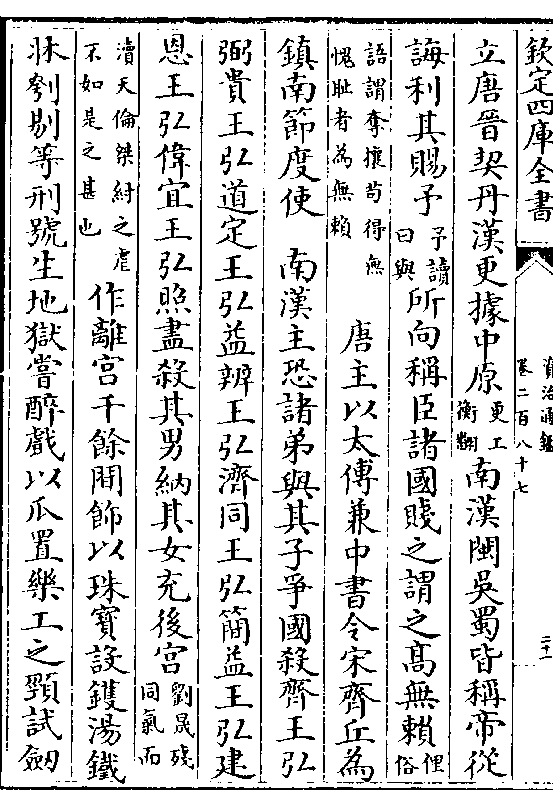 欽定四庫全書
資治通鑑
卷二百八十七
二十一
立唐晉契丹漢更據中原更工衡翻南漢閩吳蜀皆稱帝從
誨利其賜予予讀曰與所向稱臣諸國賤之謂之髙無賴俚俗
語謂奪攘茍得無愧耻者為無賴 唐主以太傅兼中書令宋齊丘為
鎮南節度使 南漢主恐諸弟與其子爭國殺齊王弘
弼貴王弘道定王弘益辨王弘濟同王弘簡益王弘建
恩王弘偉宜王弘照盡殺其男納其女充後宫劉晟殘同氣而
瀆天倫桀紂之虐不如是之甚也作離宫千餘間飾以珠寳設鑊湯鐵
牀刳剔等刑號生地獄嘗醉戲以瓜置樂工之頸試劒